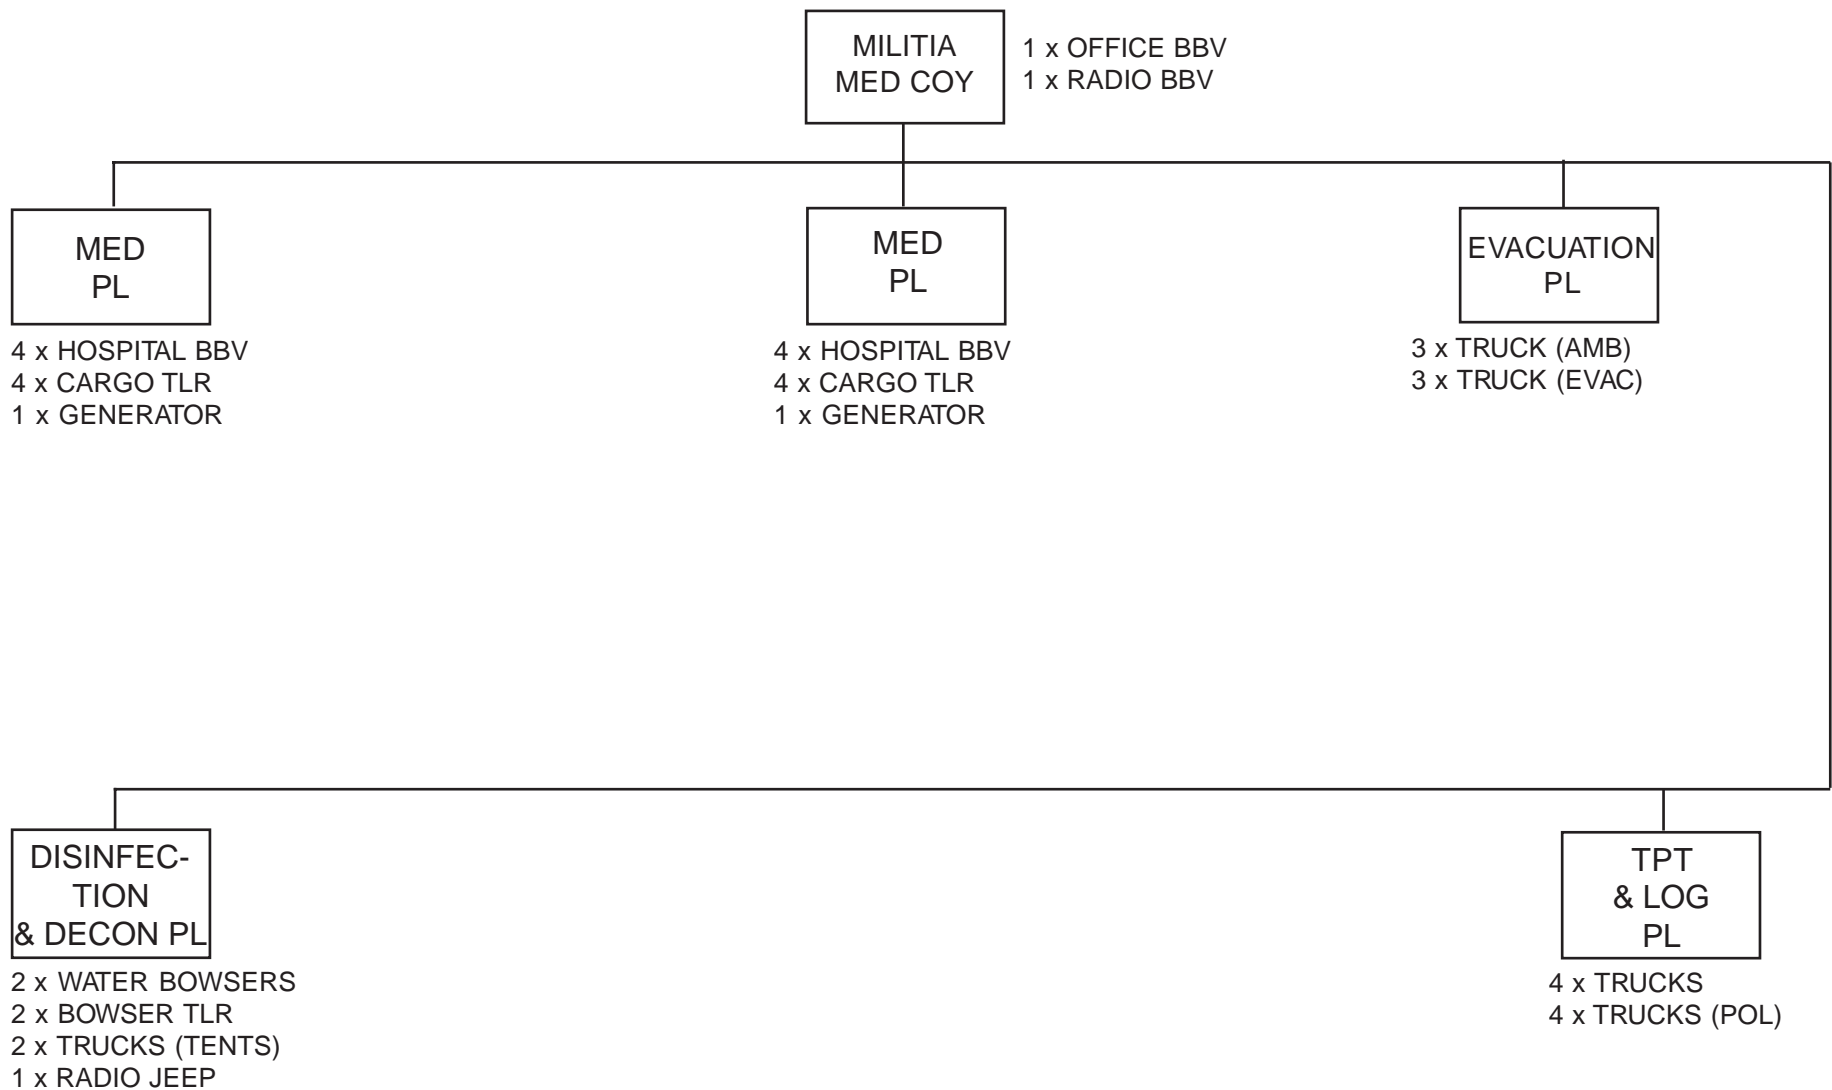 MILITIA
MED COY
1 x OFFICE BBV
1 x RADIO BBV
MED
PL
4 x HOSPITAL BBV
4 x CARGO TLR
1 x GENERATOR
MED
PL
4 x HOSPITAL BBV
4 x CARGO TLR
1 x GENERATOR
EVACUATION
PL
3 x TRUCK (AMB)
3 x TRUCK (EVAC)
DISINFEC-
TION
& DECON PL
2 x WATER BOWSERS
2 x BOWSER TLR
2 x TRUCKS (TENTS)
1 x RADIO JEEP
TPT
& LOG
PL
4 x TRUCKS
4 x TRUCKS (POL)